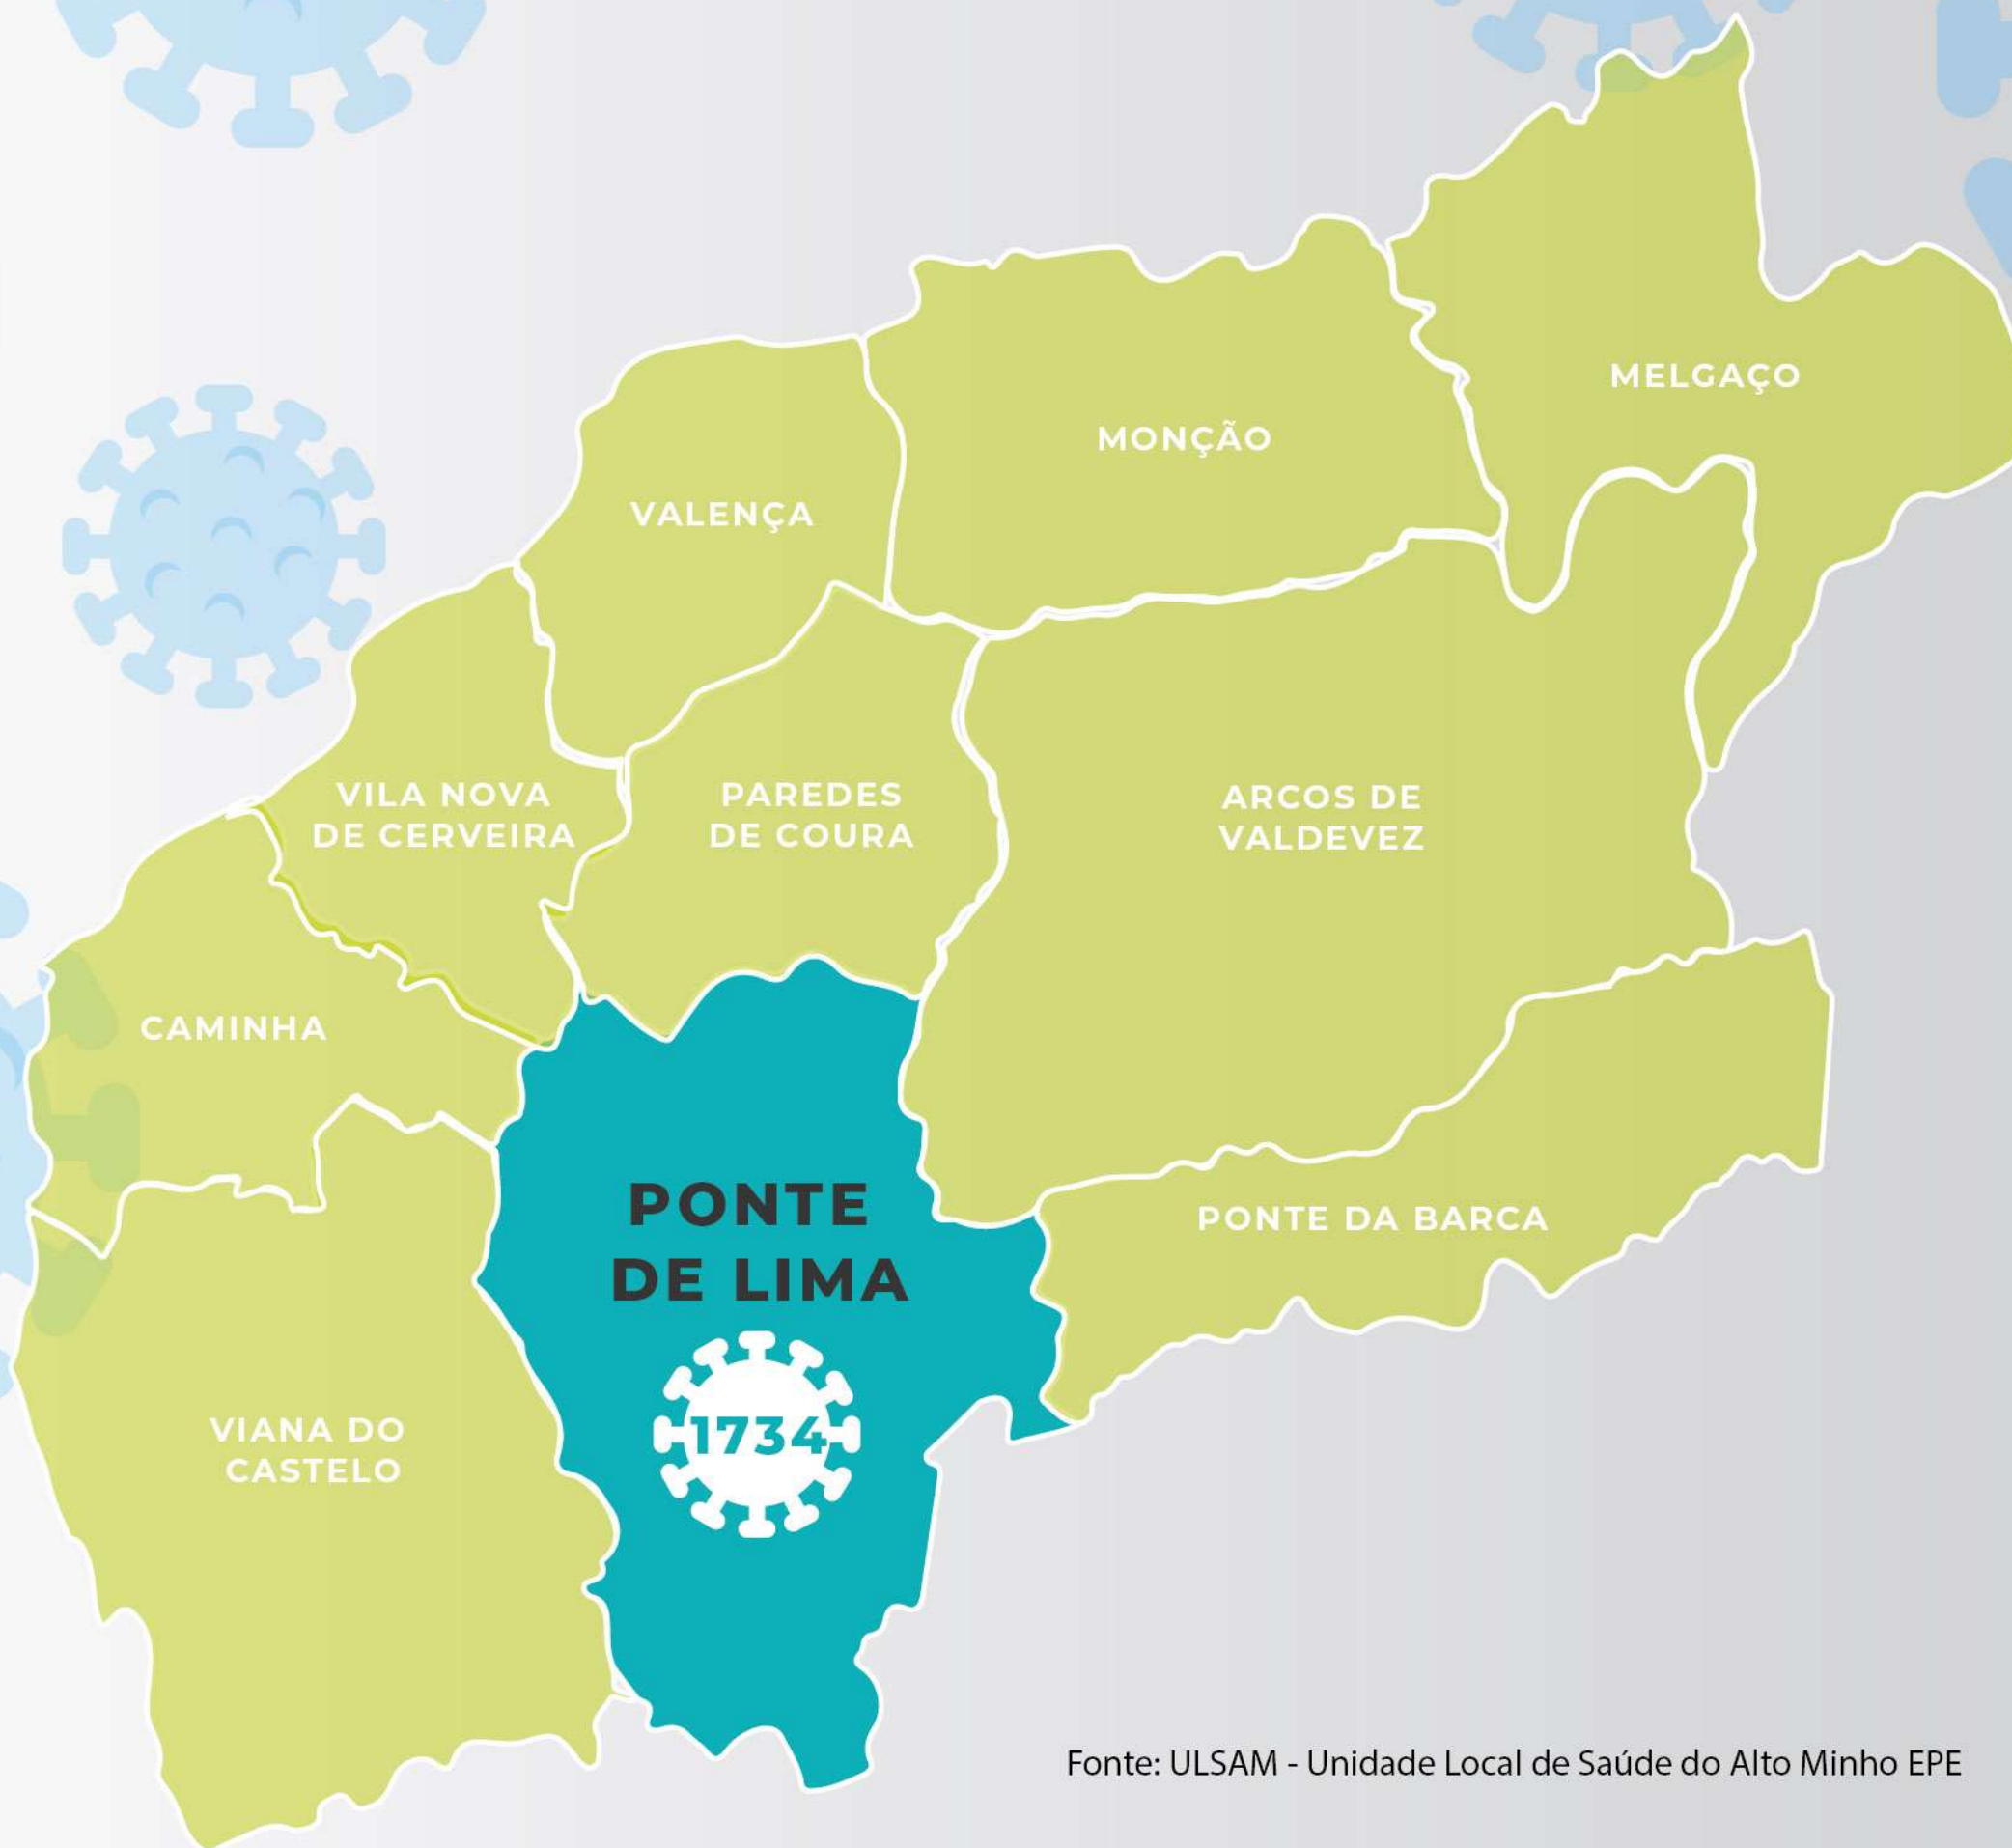 MELGAÇO
MONÇÃO
VALENÇA
VILA NOVA
DE CERVEIRA
PAREDES
DE COURA
ARCOS DE
VALDEVEZ
CAMINHA
PONTE
DE LIMA
1734
PONTE DA BARCA
VIANA DO
CASTELO
Fonte: ULSAM - Unidade Local de Saúde do Alto Minho EPE